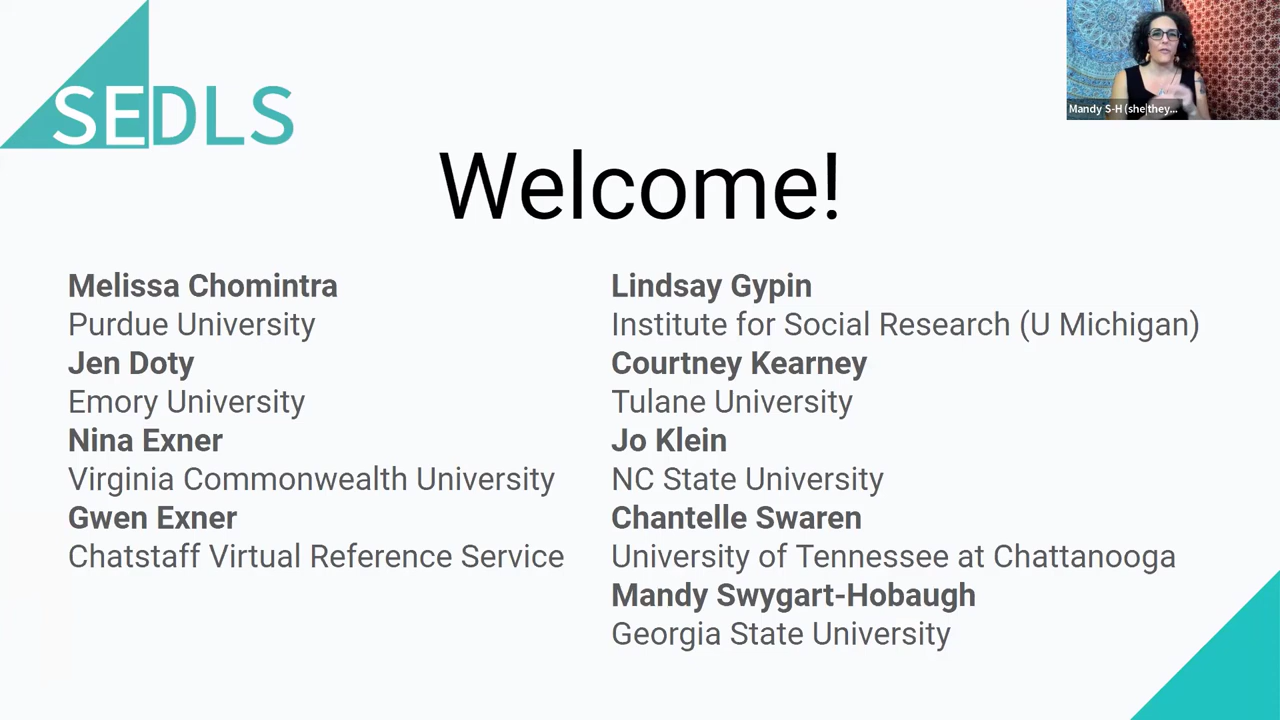 SEDLS
Mandy S-H (she|they...
Welcome!
Melissa Chomintra
Purdue University
Jen Doty
Emory University
Nina Exner
Virginia Commonwealth University
Gwen Exner
Chatstaff Virtual Reference Service
Lindsay Gypin
Institute for Social Research (U Michigan)
Courtney Kearney
Tulane University
Jo Klein
NC State University
Chantelle Swaren
University of Tennessee at Chattanooga
Mandy Swygart-Hobaugh
Georgia State University